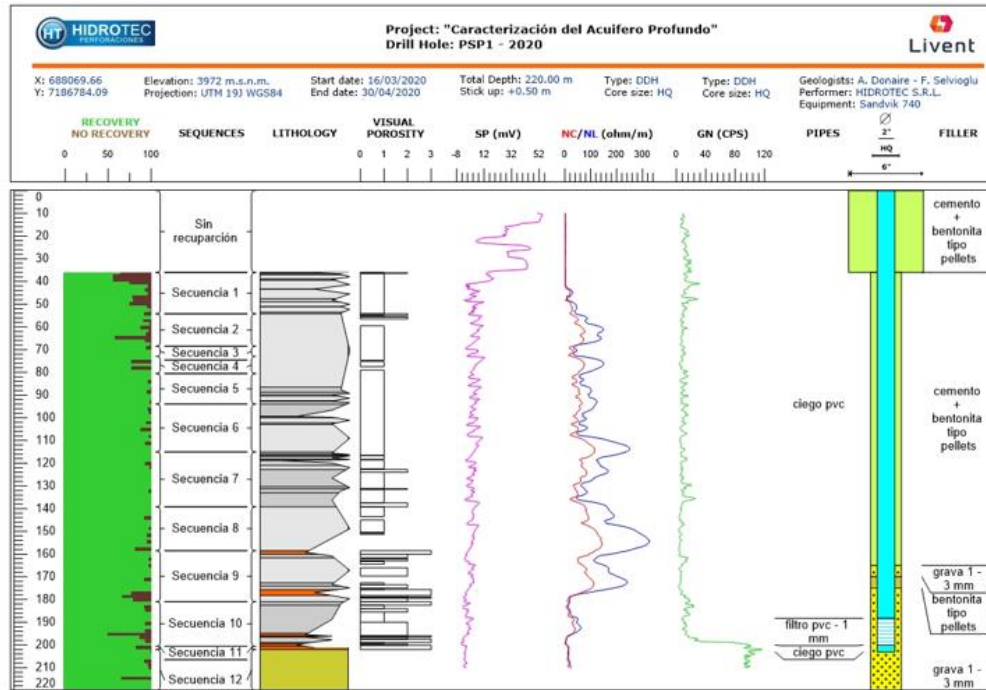 HT HIDROTEC
PERFORACIONES
Project: "Caracterización del Acuifero Profundo"
Drill Hole: PSP1 - 2020
Livent
X: 688069.66
Y: 7186784.09
Elevation: 3972 m.s.n.m.
Projection: UTM 19J WGS84
Start date: 16/03/2020
End date: 30/04/2020
Total Depth: 220.00 m
Stick up: +0.50 m
Type: DDH
Core size: HQ
Type: DDH
Core size: HQ
Geologists: A. Donaire - F. Selvioglu
Performer: HIDROTEC S.R.L.
Equipment: Sandvik 740
RECOVERY
NO RECOVERY
0 50 100
SEQUENCES
LITHOLOGY
VISUAL
POROSITY
0 1 2 3
SP (mV)
-8 12 32 52
NC/NL (ohm/m)
0 100 200 300
GN (CPS)
0 40 80 120
PIPES
∅
2"
HQ
6"
FILLER
0
10
20
30
40
50
60
70
80
90
100
110
120
130
140
150
160
170
180
190
200
210
220
Sin
recuparción
Secuencia 1
Secuencia 2
Secuencia 3
Secuencia 4
Secuencia 5
Secuencia 6
Secuencia 7
Secuencia 8
Secuencia 9
Secuencia 10
Secuencia 11
Secuencia 12
ciego pvc
filtro pvc - 1
mm
ciego pvc
cemento
+
bentonita
tipo
pellets
cemento
+
bentonita
tipo
pellets
grava 1 -
3 mm
bentonita
tipo
pellets
grava 1 -
3 mm